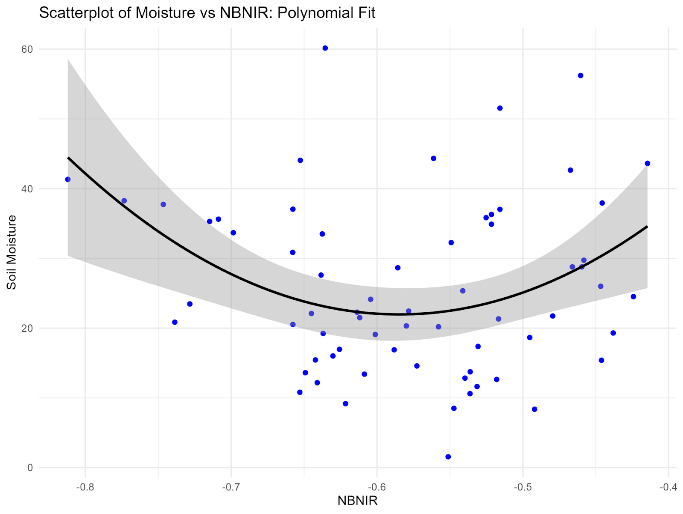 Scatterplot of Moisture vs NBNIR: Polynomial Fit
60
40
20
0
Soil Moisture
-0.8 -0.7 -0.6 -0.5 -0.4
NBNIR